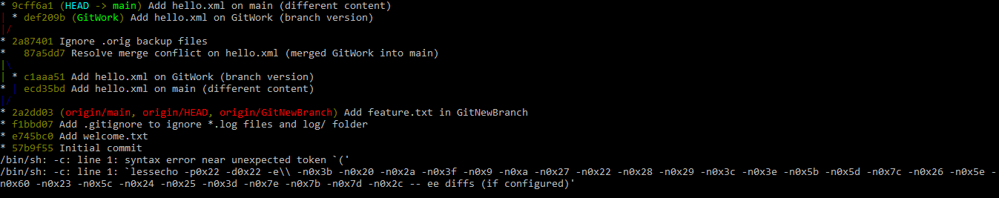 * 9cff6a1 (HEAD -> main) Add hello.xml on main (different content)
| * def209b (GitWork) Add hello.xml on GitWork (branch version)
|/
* 2a87401 Ignore .orig backup files
*   87a5dd7 Resolve merge conflict on hello.xml (merged GitWork into main)
|\
| * c1aaa51 Add hello.xml on GitWork (branch version)
* | ecd35bd Add hello.xml on main (different content)
|/
* 2a2dd03 (origin/main, origin/HEAD, origin/GitNewBranch) Add feature.txt in GitNewBranch
* f1bbd07 Add .gitignore to ignore *.log files and log/ folder
* e745bc0 Add welcome.txt
* 57b9f55 Initial commit
/bin/sh: -c: line 1: syntax error near unexpected token `('
/bin/sh: -c: line 1: `lessecho -p0x22 -d0x22 -e\\ -n0x3b -n0x20 -n0x2a -n0x3f -n0x9 -n0xa -n0x27 -n0x22 -n0x28 -n0x29 -n0x3c -n0x3e -n0x5b -n0x5d -n0x7c -n0x26 -n0x5e -
n0x60 -n0x23 -n0x5c -n0x24 -n0x25 -n0x3d -n0x7e -n0x7b -n0x7d -n0x2c -- ee diffs (if configured)'